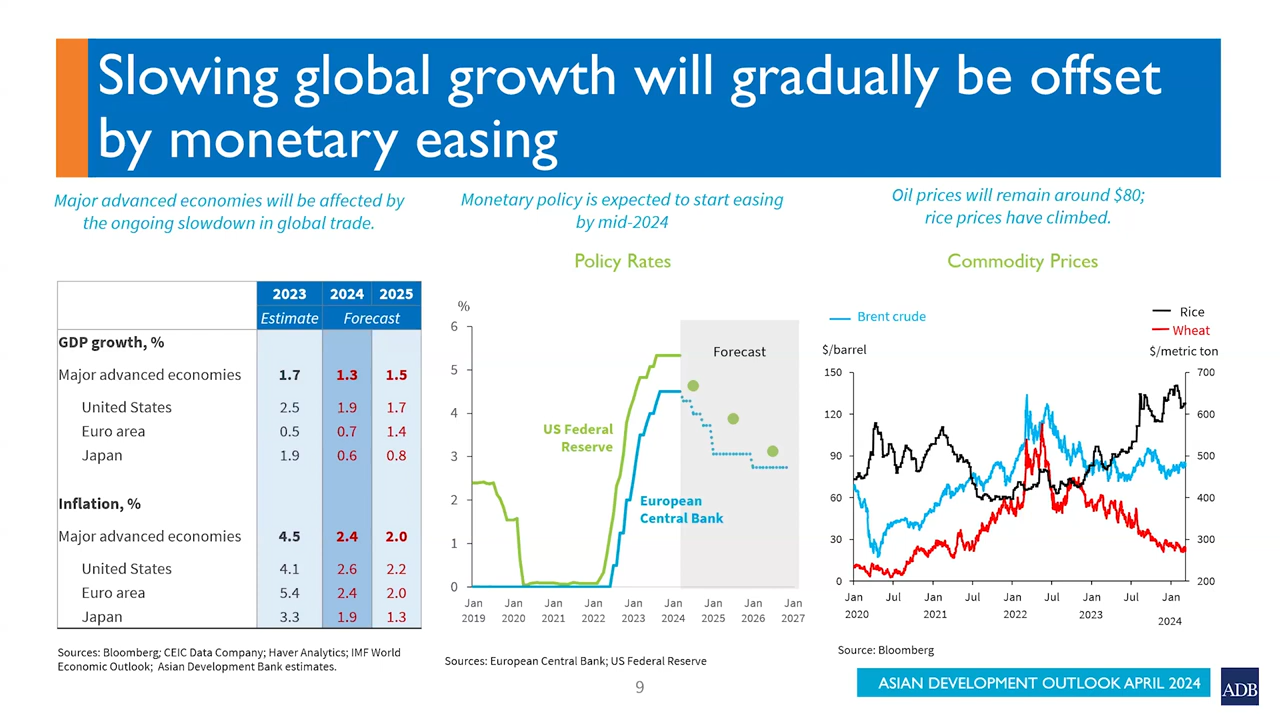 Slowing global growth will gradually be offset
by monetary easing
Major advanced economies will be affected by
the ongoing slowdown in global trade.
2023 2024 2025
Estimate Forecast
GDP growth, %
Major advanced economies 1.7 1.3 1.5
United States 2.5 1.9 1.7
Euro area 0.5 0.7 1.4
Japan 1.9 0.6 0.8
Inflation, %
Major advanced economies 4.5 2.4 2.0
United States 4.1 2.6 2.2
Euro area 5.4 2.4 2.0
Japan 3.3 1.9 1.3
Sources: Bloomberg; CEIC Data Company; Haver Analytics; IMF World
Economic Outlook; Asian Development Bank estimates.
Monetary policy is expected to start easing
by mid-2024
Policy Rates
%
6
5
4
3
2
1
0
Forecast
US Federal
Reserve
European
Central Bank
Jan Jan Jan Jan Jan Jan Jan Jan Jan
2019 2020 2021 2022 2023 2024 2025 2026 2027
Sources: European Central Bank; US Federal Reserve
Oil prices will remain around $80;
rice prices have climbed.
Commodity Prices
Brent crude
Rice
Wheat
$/barrel
$/metric ton
150 700
120 600
90 500
60 400
30 300
0 200
Jan Jul Jan Jul Jan Jul Jan Jul Jan
2020 2021 2022 2023 2024
Source: Bloomberg
9
ASIAN DEVELOPMENT OUTLOOK APRIL 2024
ADB